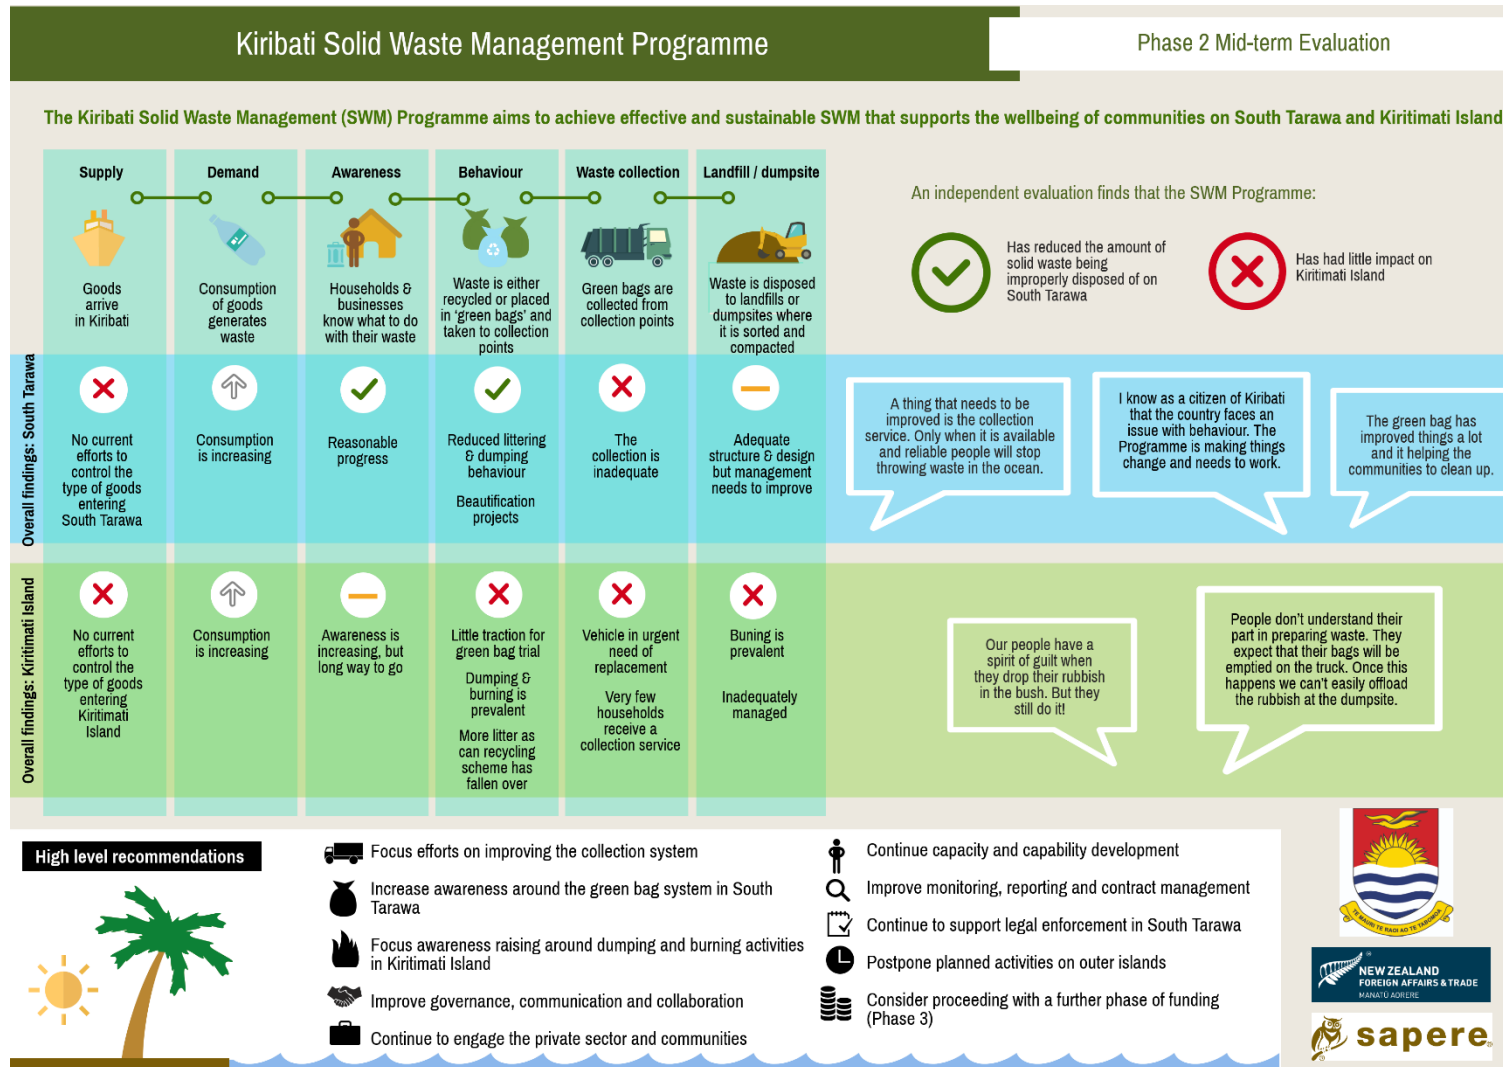 Kiribati Solid Waste Management Programme
Phase 2 Mid-term Evaluation
The Kiribati Solid Waste Management (SWM) Programme aims to achieve effective and sustainable SWM that supports the wellbeing of communities on South Tarawa and Kiritimati Island
Supply
Goods
arrive
in Kiribati
Demand
Consumption
of goods
generates
waste
Awareness
Households &
businesses
know what to do
with their waste
Behaviour
Waste is either
recycled or placed
in ‘green bags’ and
taken to collection
points
Waste collection
Green bags are
collected from
collection points
Landfill / dumpsite
Waste is disposed
to landfills or
dumpsites where
it is sorted and
compacted
An independent evaluation finds that the SWM Programme:
Has reduced the amount of
solid waste being
improperly disposed of on
South Tarawa
Has had little impact on
Kiritimati Island
Overall findings: South Tarawa
No current
efforts to
control the
type of goods
entering
South Tarawa
Consumption
is increasing
Reasonable
progress
Reduced littering
& dumping
behaviour
Beautification
projects
The
collection is
inadequate
Adequate
structure & design
but management
needs to improve
A thing that needs to be
improved is the collection
service. Only when it is available
and reliable people will stop
throwing waste in the ocean.
I know as a citizen of Kiribati
that the country faces an
issue with behaviour. The
Programme is making things
change and needs to work.
The green bag has
improved things a lot
and it helping the
communities to clean up.
Overall findings: Kiritimati Island
No current
efforts to
control the
type of goods
entering
Kiritimati
Island
Consumption
is increasing
Awareness is
increasing, but
long way to go
Little traction for
green bag trial
Dumping &
burning is
prevalent
More litter as
can recycling
scheme has
fallen over
Vehicle in urgent
need of
replacement
Very few
households
receive a
collection service
Buning is
prevalent
Inadequately
managed
Our people have a
spirit of guilt when
they drop their rubbish
in the bush. But they
still do it!
People don’t understand their
part in preparing waste. They
expect that their bags will be
emptied on the truck. Once this
happens we can’t easily offload
the rubbish at the dumpsite.
High level recommendations
Focus efforts on improving the collection system
Increase awareness around the green bag system in South
Tarawa
Focus awareness raising around dumping and burning activities
in Kiritimati Island
Improve governance, communication and collaboration
Continue to engage the private sector and communities
Continue capacity and capability development
Improve monitoring, reporting and contract management
Continue to support legal enforcement in South Tarawa
Postpone planned activities on outer islands
Consider proceeding with a further phase of funding
(Phase 3)
TE MAURI TE RAOI AO TE TABOMOA
NEW ZEALAND
FOREIGN AFFAIRS & TRADE
MANATŪ AORERE
sapere